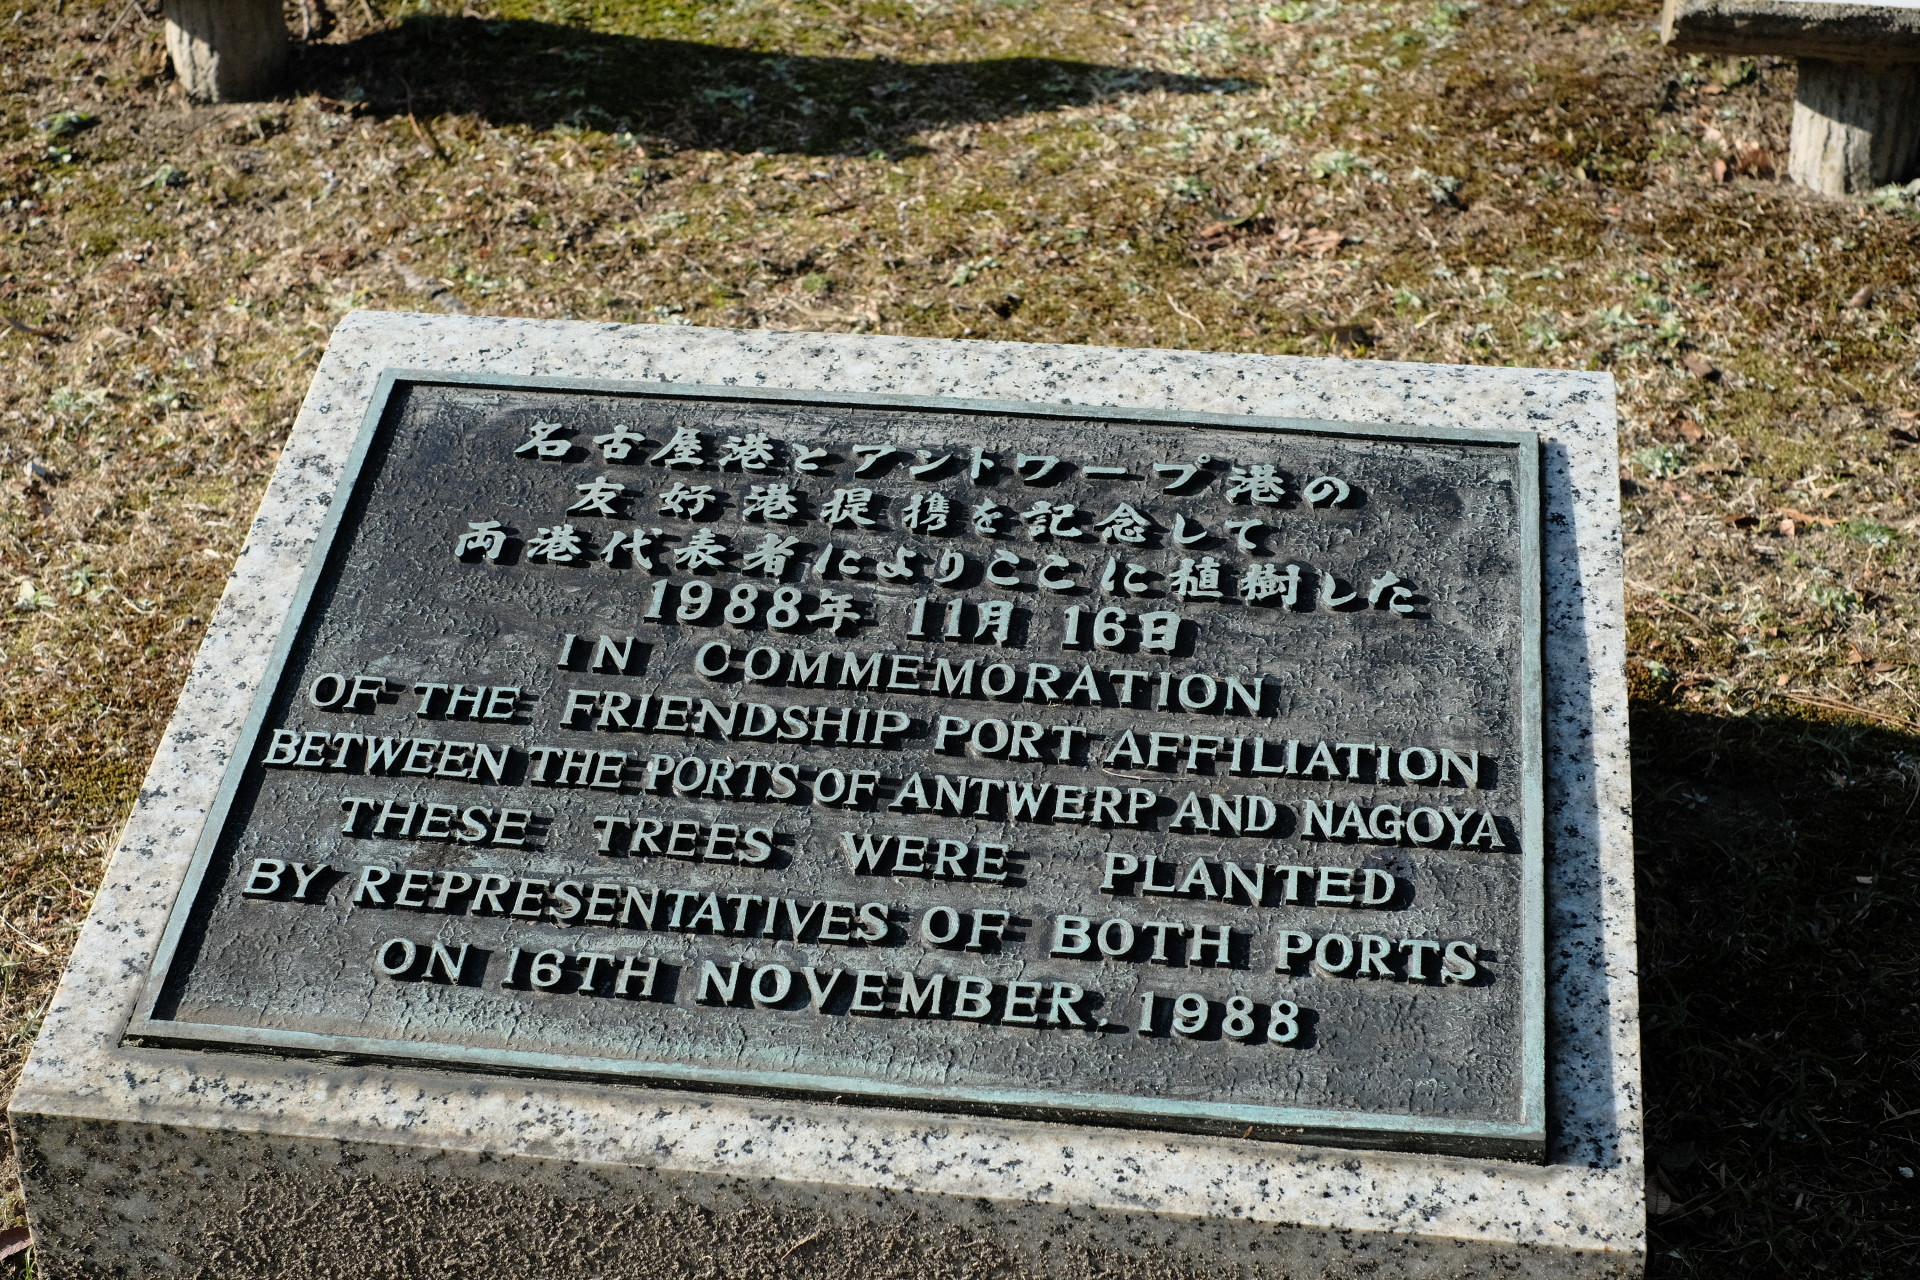 名古屋港とアントワープ港の
友好港提携を記念して
両港代表者によりここに植樹した
1988年 11月 16日
IN COMMEMORATION
OF THE FRIENDSHIP PORT AFFILIATION
BETWEEN THE PORTS OF ANTWERP AND NAGOYA
THESE TREES WERE PLANTED
BY REPRESENTATIVES OF BOTH PORTS
ON 16TH NOVEMBER. 1988